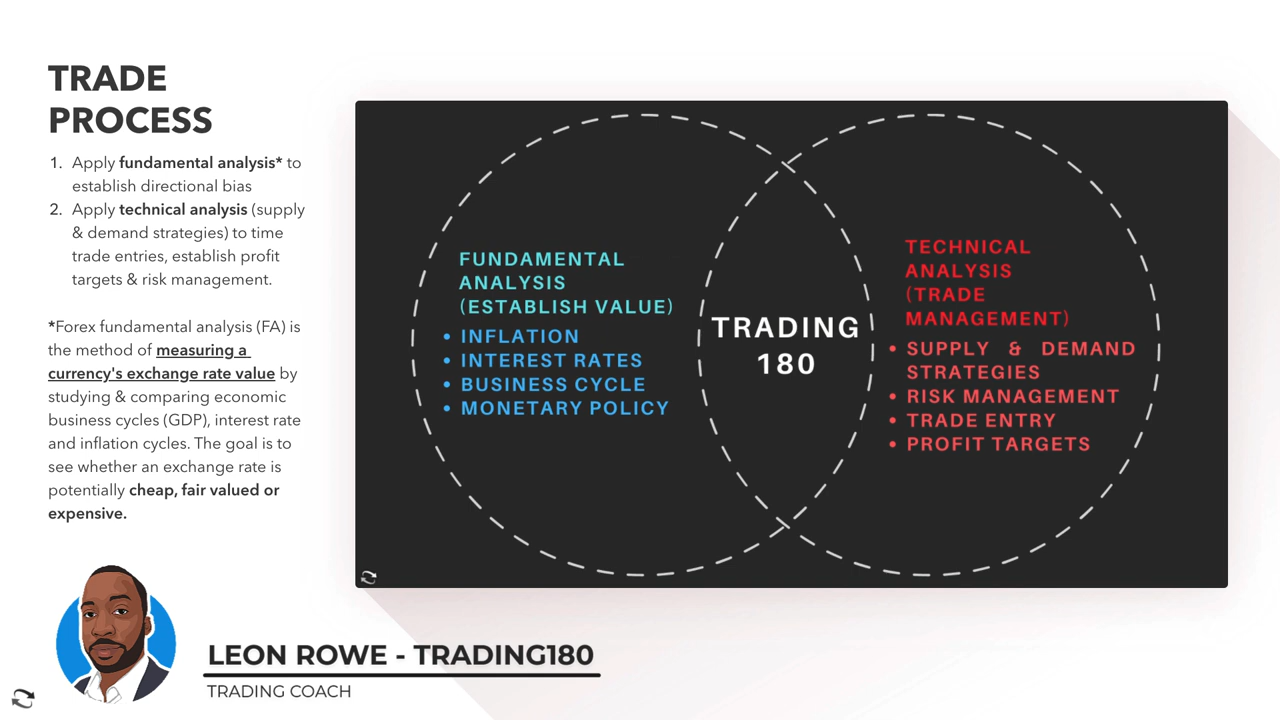 TRADE
PROCESS
1. Apply fundamental analysis* to
establish directional bias
2. Apply technical analysis (supply
& demand strategies) to time
trade entries, establish profit
targets & risk management.
*Forex fundamental analysis (FA) is
the method of measuring a
currency's exchange rate value by
studying & comparing economic
business cycles (GDP), interest rate
and inflation cycles. The goal is to
see whether an exchange rate is
potentially cheap, fair valued or
expensive.
FUNDAMENTAL
ANALYSIS
(ESTABLISH VALUE)
• INFLATION
• INTEREST RATES
• BUSINESS CYCLE
• MONETARY POLICY
TRADING
180
TECHNICAL
ANALYSIS
(TRADE
MANAGEMENT)
• SUPPLY & DEMAND
STRATEGIES
• RISK MANAGEMENT
• TRADE ENTRY
• PROFIT TARGETS
LEON ROWE - TRADING180
TRADING COACH